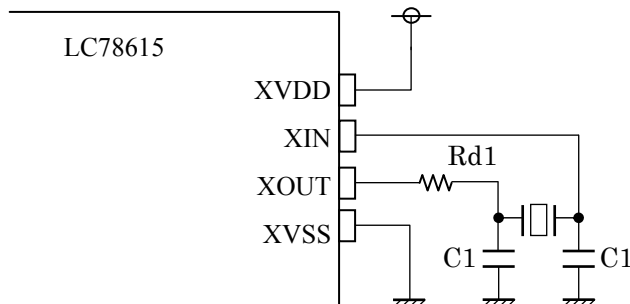 LC78615
XVDD
XIN
Rd1
XOUT
XVSS
C1
C1